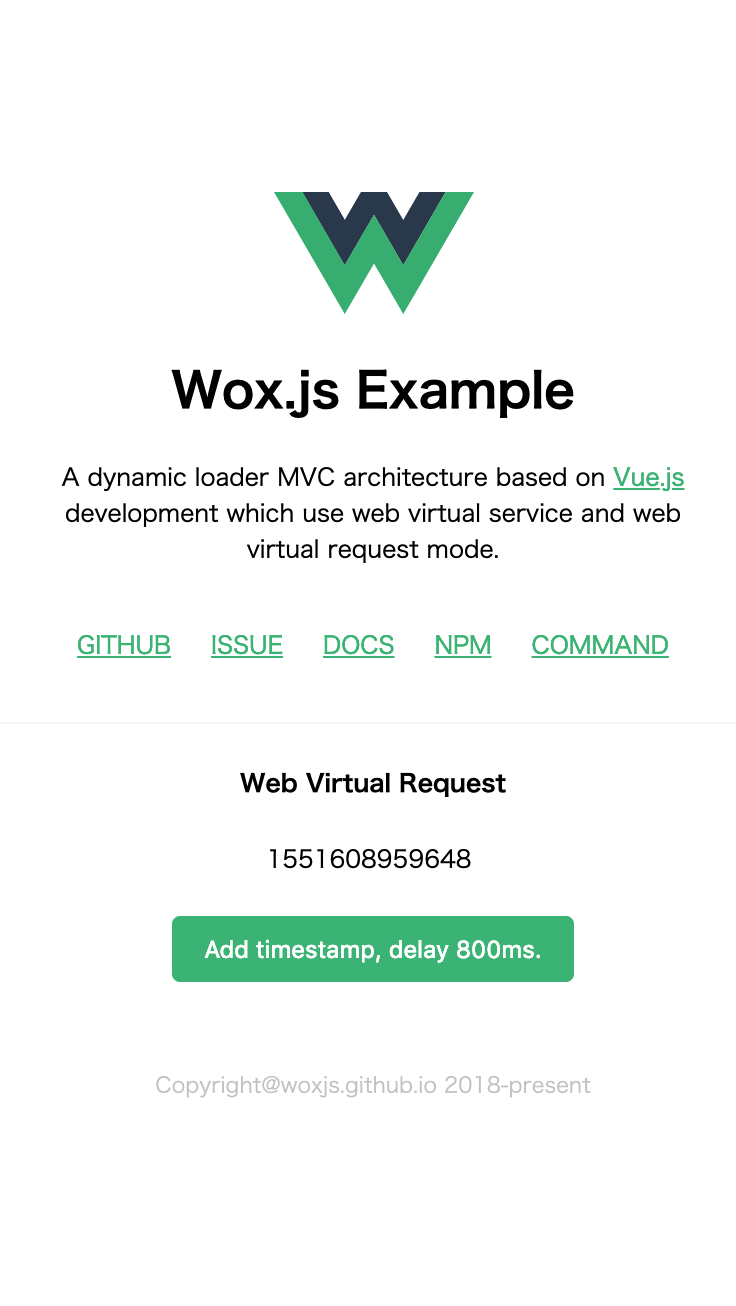 Wox.js Example
A dynamic loader MVC architecture based on Vue.js
development which use web virtual service and web
virtual request mode.
GITHUB ISSUE DOCS NPM COMMAND
Web Virtual Request
1551608959648
Add timestamp, delay 800ms.
Copyright@woxjs.github.io 2018-present